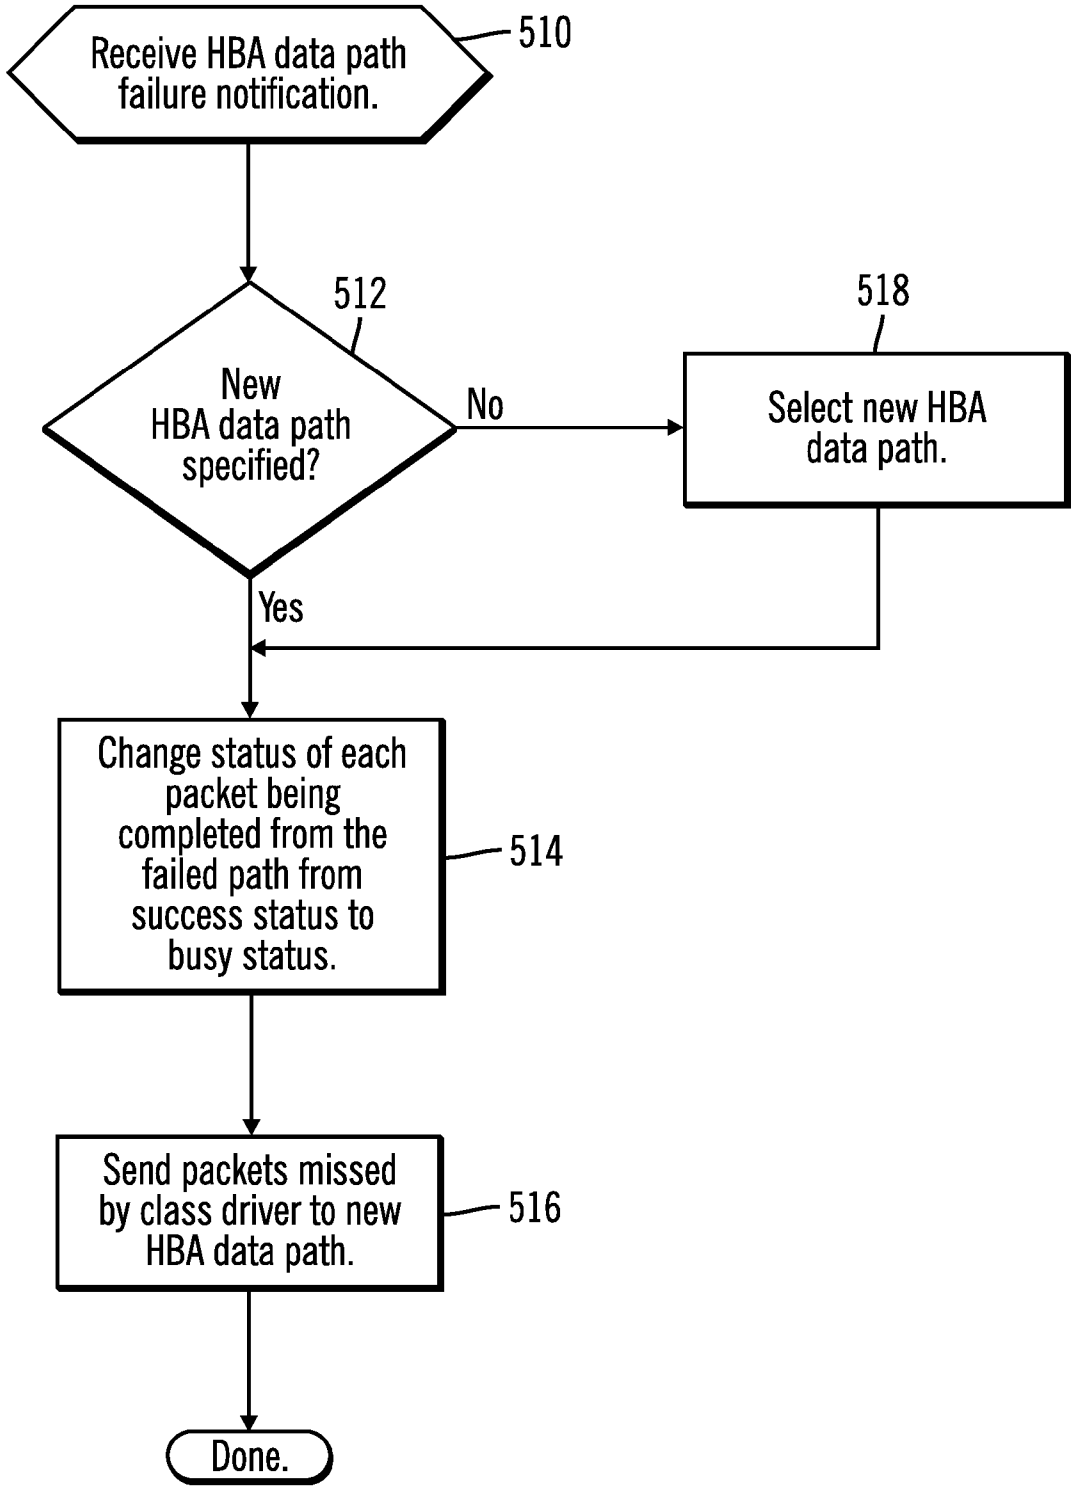 Receive HBA data path
failure notification.
510
512
New
HBA data path
specified?
No
518
Select new HBA
data path.
Yes
Change status of each
packet being
completed from the
failed path from
success status to
busy status.
514
Send packets missed
by class driver to new
HBA data path.
516
Done.